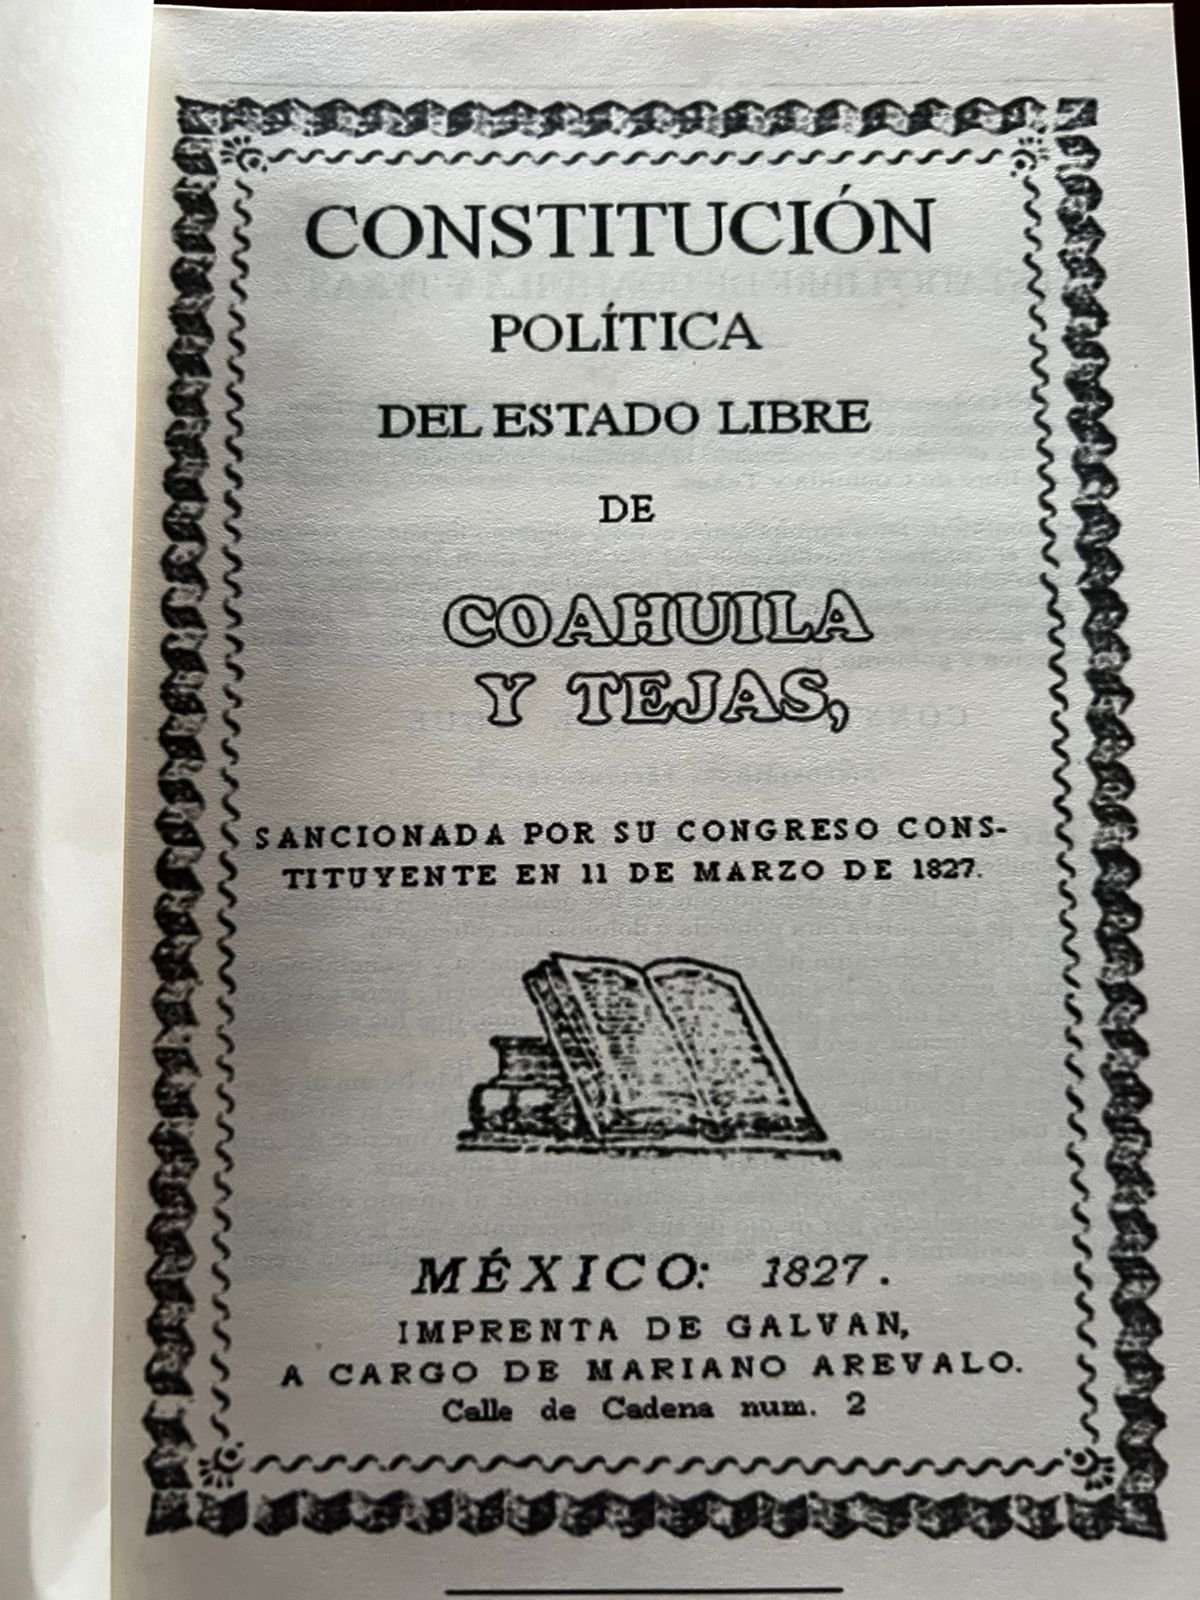 CONSTITUCIÓN
POLÍTICA
DEL ESTADO LIBRE
DE
COAHUILA
Y TEJAS,
SANCIONADA POR SU CONGRESO CONS-
TITUYENTE EN 11 DE MARZO DE 1827.
MÉXICO: 1827.
IMPRENTA DE GALVAN,
A CARGO DE MARIANO AREVALO.
Calle de Cadena num. 2